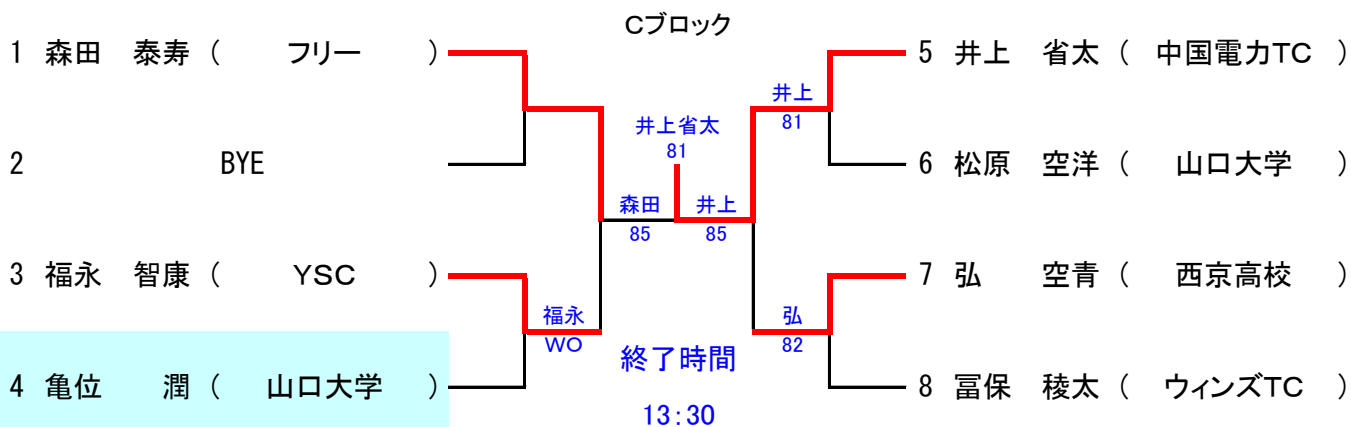 Cブロック
1 森田 泰寿 ( フリー )
2 BYE
3 福永 智康 ( YSC )
4 亀位 潤 ( 山口大学 )
福永
WO
森田
85
井上省太
81
井上
85
井上
81
弘
82
5 井上 省太 ( 中国電力TC )
6 松原 空洋 ( 山口大学 )
7 弘 空青 ( 西京高校 )
8 冨保 稜太 ( ウィンズTC )
終了時間
13:30